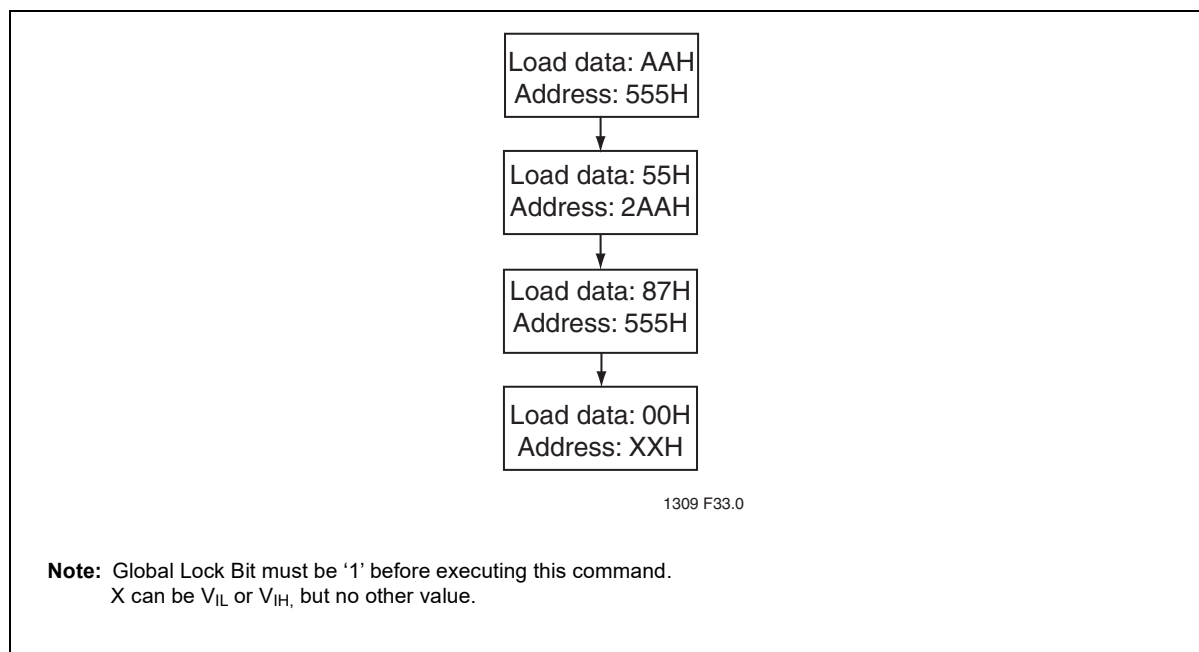 Load data: AAH
Address: 555H
Load data: 55H
Address: 2AAH
Load data: 87H
Address: 555H
Load data: 00H
Address: XXH
1309 F33.0
Note: Global Lock Bit must be ‘1’ before executing this command.
X can be VIL or VIH, but no other value.